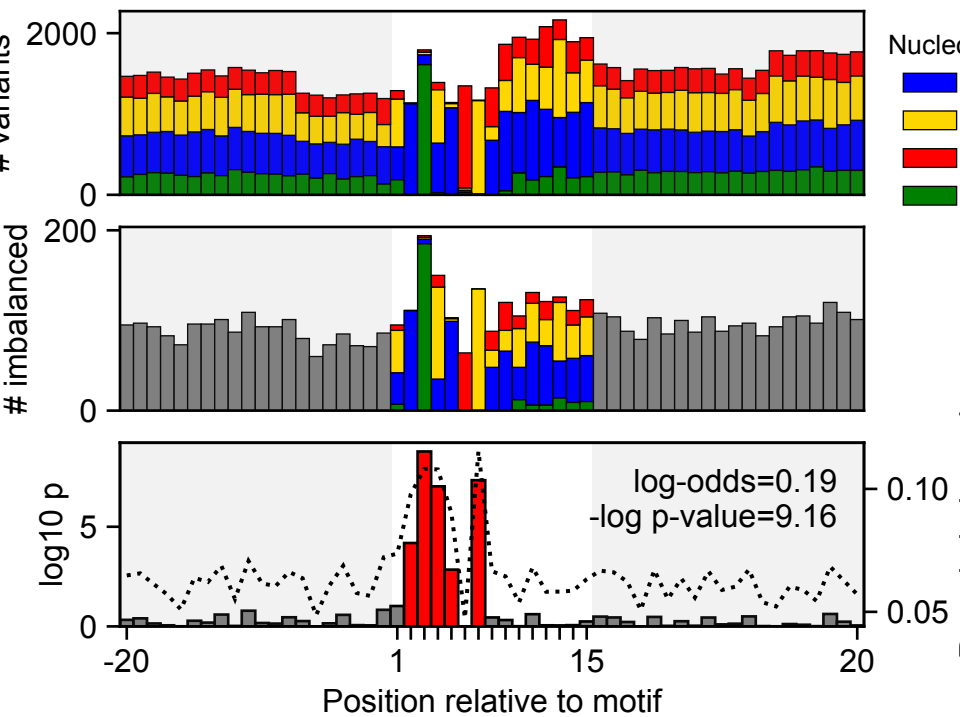 2000
0
# variants
Nucleo
200
0
# imbalanced
5
0
log10 p
log-odds=0.19
-log p-value=9.16
0.10
0.05
-20
1
15
20
Position relative to motif